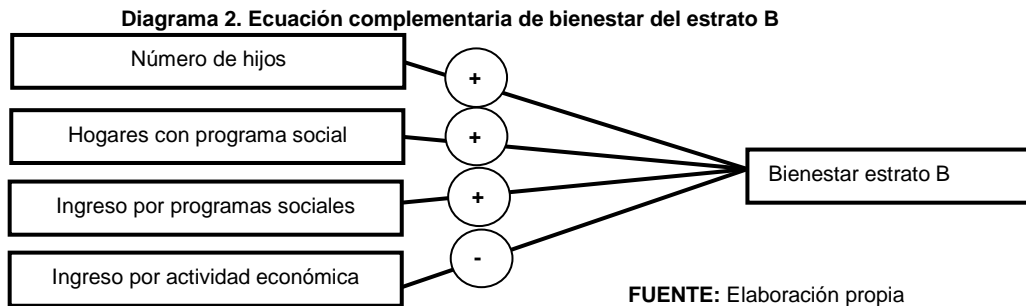 Diagrama 2. Ecuación complementaria de bienestar del estrato B
Número de hijos
+
Hogares con programa social
+
Bienestar estrato B
Ingreso por programas sociales
+
Ingreso por actividad económica
-
FUENTE: Elaboración propia